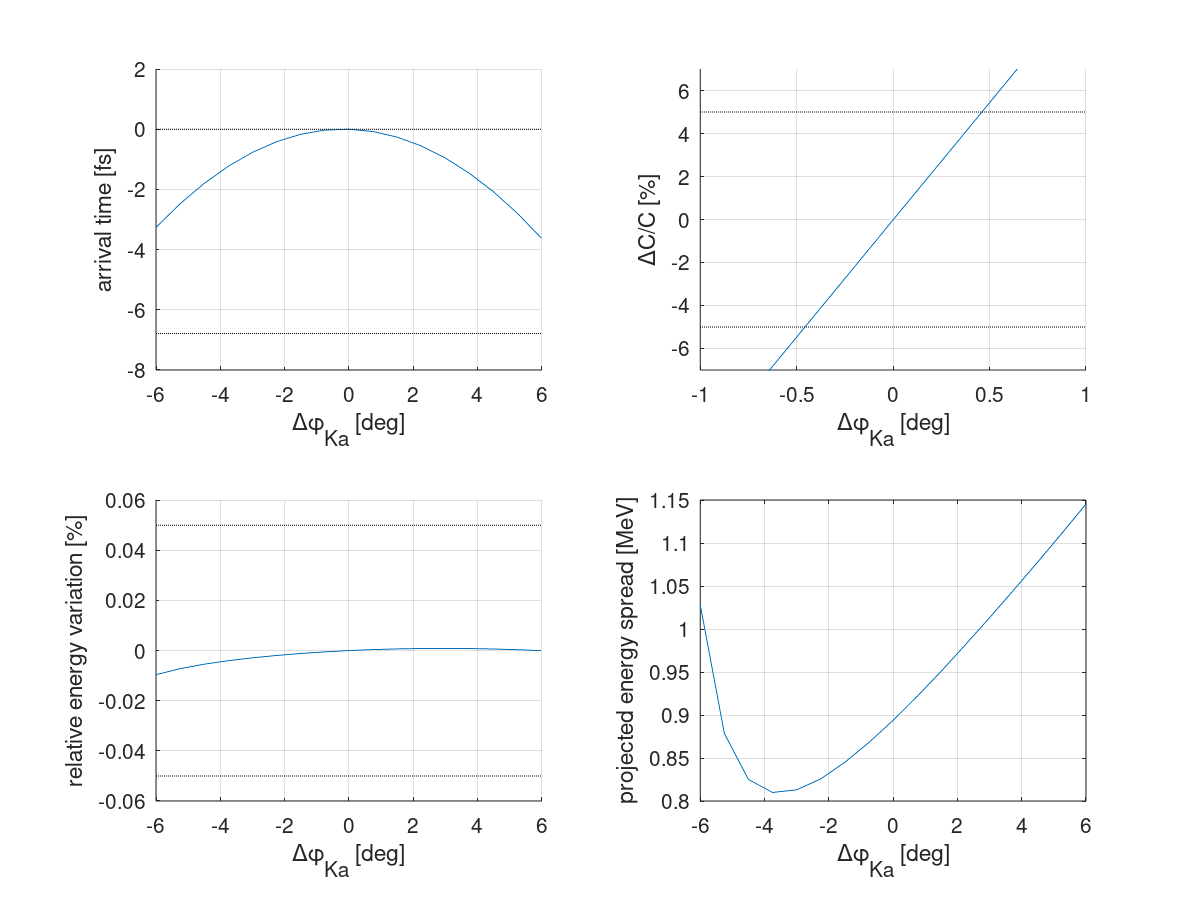 2
0
-2
-4
-6
-8
arrival time [fs]
-6 -4 -2 0 2 4 6
Δφ_Ka [deg]
6
4
2
0
-2
-4
-6
ΔC/C [%]
-1 -0.5 0 0.5 1
Δφ_Ka [deg]
0.06
0.04
0.02
0
-0.02
-0.04
-0.06
relative energy variation [%]
-6 -4 -2 0 2 4 6
Δφ_Ka [deg]
1.15
1.1
1.05
1
0.95
0.9
0.85
0.8
projected energy spread [MeV]
-6 -4 -2 0 2 4 6
Δφ_Ka [deg]